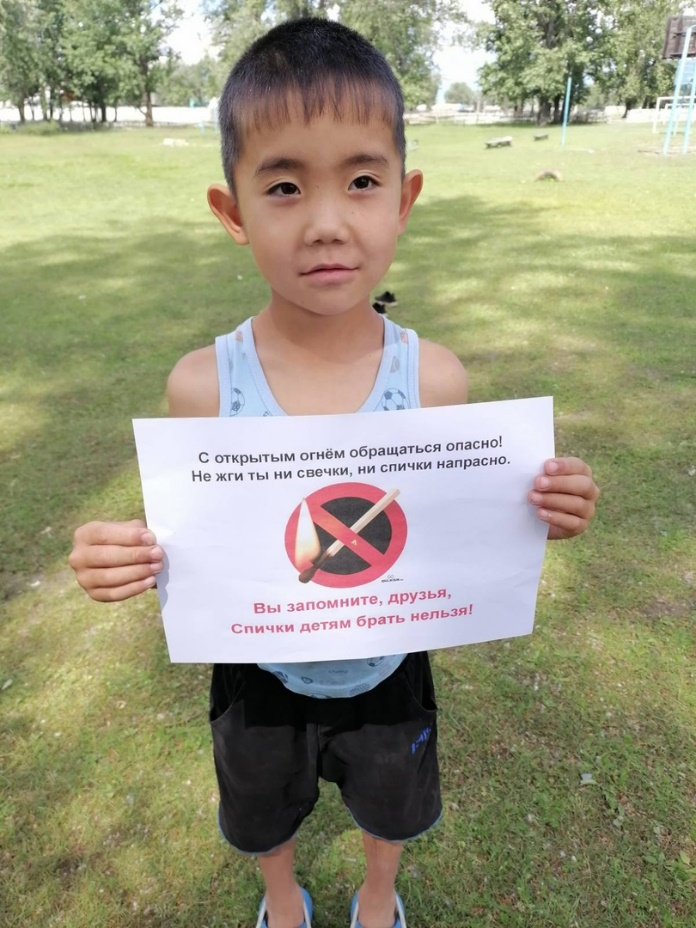 С открытым огнём обращаться опасно!
Не жги ты ни свечки, ни спички напрасно.
Вы запомните, друзья,
Спички детям брать нельзя!